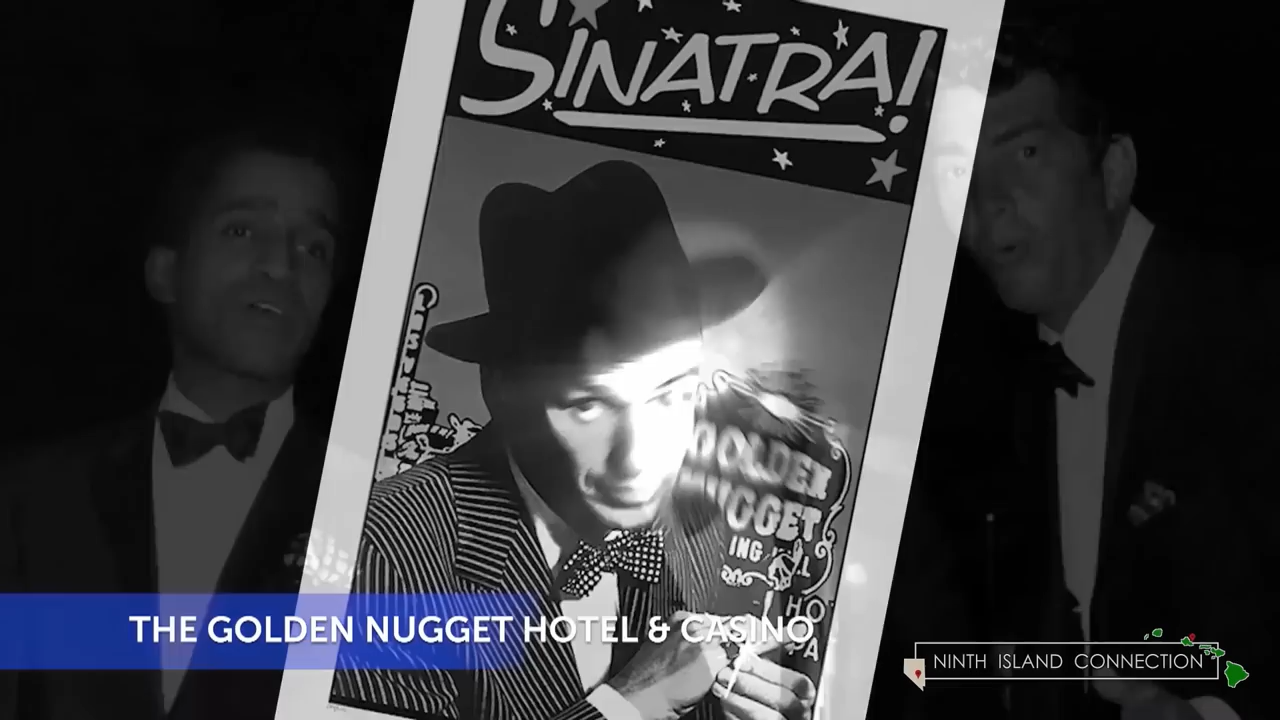 SINATRA!
GOLDEN
NUGGET
THE GOLDEN NUGGET HOTEL & CASINO
NINTH ISLAND CONNECTION